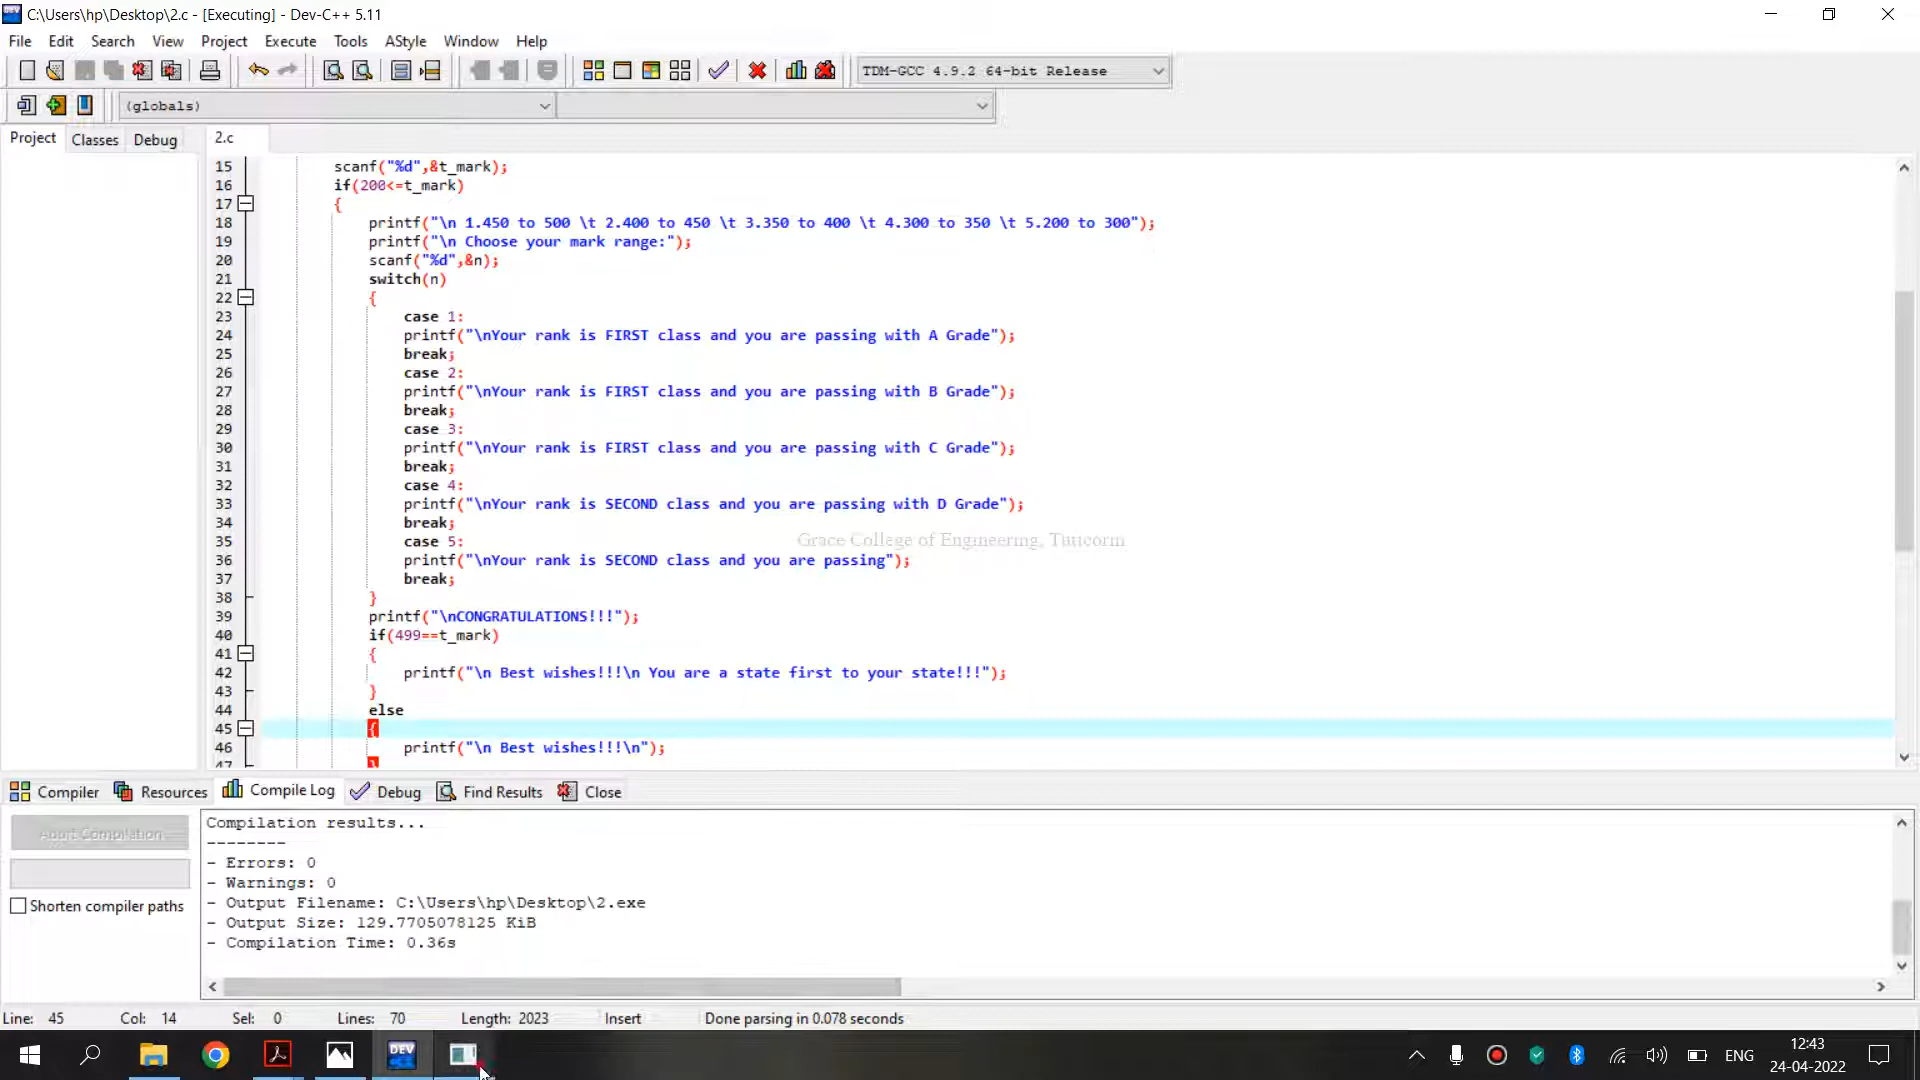 C:\Users\hp\Desktop\2.c - [Executing] - Dev-C++ 5.11
File Edit Search View Project Execute Tools AStyle Window Help
TDM-GCC 4.9.2 64-bit Release
(globals)
Project Classes Debug 2.c
15 scanf("%d",&t_mark);
16 if(200<=t_mark)
17 {
18 printf("\n 1.450 to 500 \t 2.400 to 450 \t 3.350 to 400 \t 4.300 to 350 \t 5.200 to 300");
19 printf("\n Choose your mark range:");
20 scanf("%d",&n);
21 switch(n)
22 {
23 case 1:
24 printf("\nYour rank is FIRST class and you are passing with A Grade");
25 break;
26 case 2:
27 printf("\nYour rank is FIRST class and you are passing with B Grade");
28 break;
29 case 3:
30 printf("\nYour rank is FIRST class and you are passing with C Grade");
31 break;
32 case 4:
33 printf("\nYour rank is SECOND class and you are passing with D Grade");
34 break;
35 case 5:
Grace College of Engineering, Tuticorin
36 printf("\nYour rank is SECOND class and you are passing");
37 break;
38 }
39 printf("\nCONGRATULATIONS!!!");
40 if(499==t_mark)
41 {
42 printf("\n Best wishes!!!\n You are a state first to your state!!!");
43 }
44 else
45 {
46 printf("\n Best wishes!!!\n");
47 }
Compiler Resources Compile Log Debug Find Results Close
Abort Compilation
Shorten compiler paths
Compilation results...
--------
- Errors: 0
- Warnings: 0
- Output Filename: C:\Users\hp\Desktop\2.exe
- Output Size: 129.7705078125 KiB
- Compilation Time: 0.36s
Line: 45 Col: 14 Sel: 0 Lines: 70 Length: 2023 Insert Done parsing in 0.078 seconds
DEV
ENG
12:43
24-04-2022